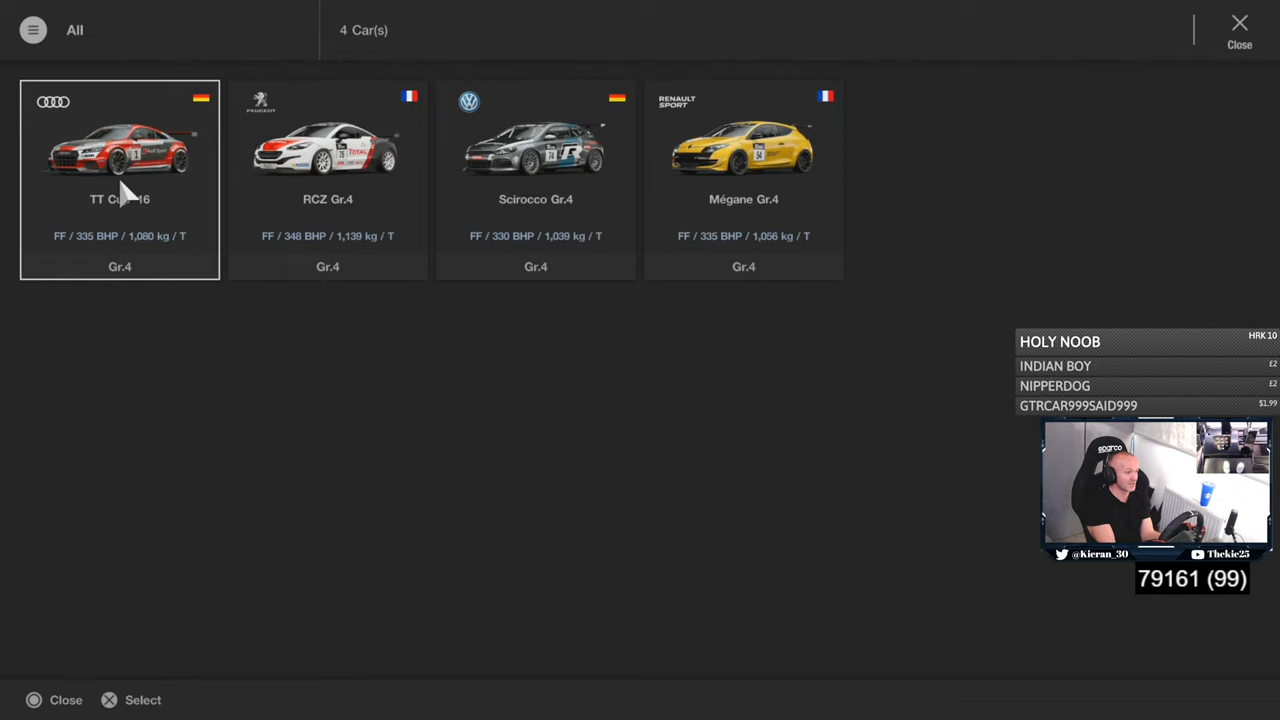 All
4 Car(s)
Close
TT Cup 16
FF / 335 BHP / 1,080 kg / T
Gr.4
PEUGEOT
RCZ Gr.4
FF / 348 BHP / 1,139 kg / T
Gr.4
Scirocco Gr.4
FF / 330 BHP / 1,039 kg / T
Gr.4
RENAULT
SPORT
Mégane Gr.4
FF / 335 BHP / 1,056 kg / T
Gr.4
HOLY NOOB HRK 10
INDIAN BOY £2
NIPPERDOG £2
GTRCAR999SAID999 $1.99
sparco
@Kieran_30 Thekie25
79161 (99)
Close Select